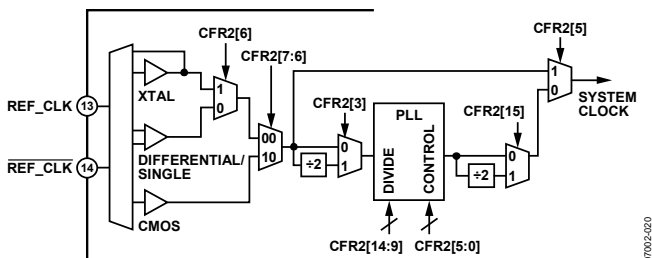 CFR2[6]
CFR2[5]
CFR2[7:6]
1
0
SYSTEM
CLOCK
XTAL
1
0
CFR2[3]
REF_CLK 13
PLL
CFR2[15]
00
10
0
1
÷2
DIVIDE
CONTROL
0
1
÷2
REF_CLK 14
DIFFERENTIAL/
SINGLE
CMOS
CFR2[14:9]
CFR2[5:0]
07002-020